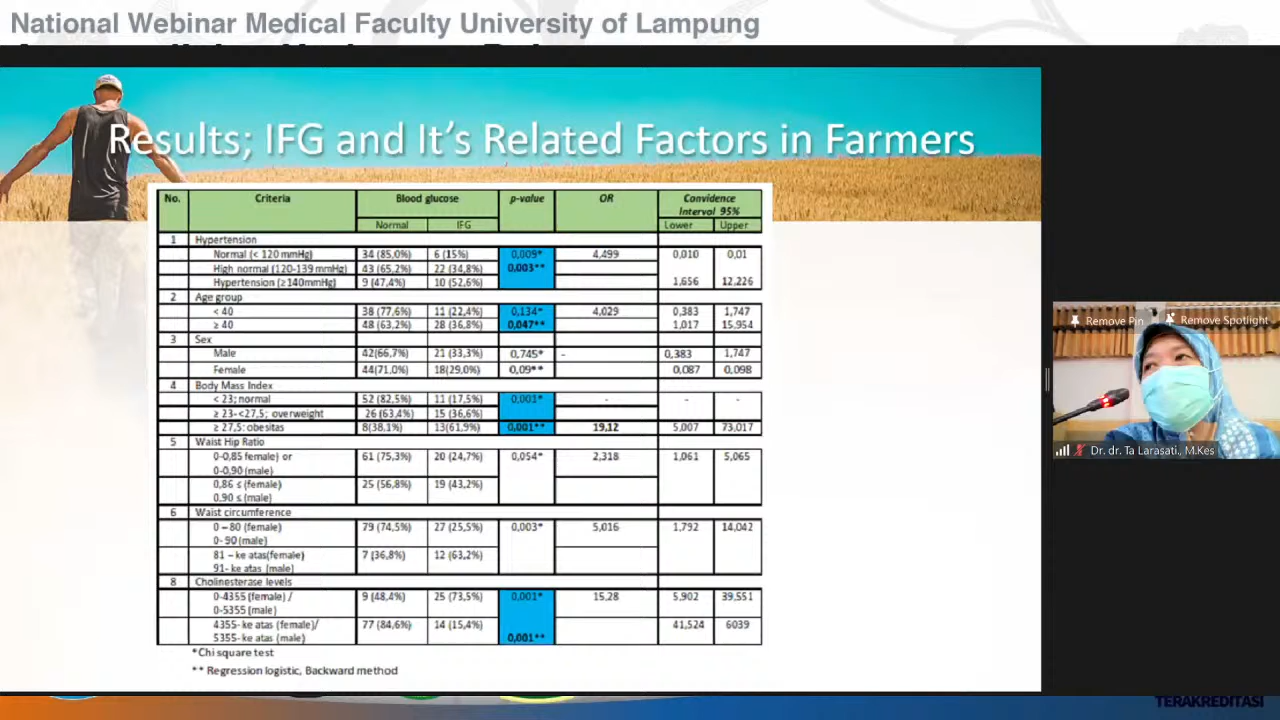 National Webinar Medical Faculty University of Lampung
Results; IFG and It's Related Factors in Farmers
No. Criteria Blood glucose p-value OR Convidence Interval 95%
Normal IFG Lower Upper
1 Hypertension
Normal (< 120 mmHg) 34 (85,0%) 6 (15%) 0,009* 4,499 0,010 0,01
High normal (120-139 mmHg) 43 (65,2%) 22 (34,8%) 0,003**
Hypertension (≥140mmHg) 9 (47,4%) 10 (52,6%) 1,656 12,226
2 Age group
< 40 38 (77,6%) 11 (22,4%) 0,134* 4,029 0,383 1,747
≥ 40 48 (63,2%) 28 (36,8%) 0,047** 1,017 15,954
3 Sex
Male 42(66,7%) 21 (33,3%) 0,745* - 0,383 1,747
Female 44(71,0%) 18(29,0%) 0,09** 0,087 0,098
4 Body Mass Index
< 23; normal 52 (82,5%) 11 (17,5%) 0,001* - - -
≥ 23-<27,5; overweight 26 (63,4%) 15 (36,6%)
≥ 27,5: obesitas 8(38,1%) 13(61,9%) 0,001** 19,12 5,007 73,017
5 Waist Hip Ratio
0-0,85 female) or 61 (75,3%) 20 (24,7%) 0,054* 2,318 1,061 5,065
0-0,90 (male)
0,86 ≤ (female) 25 (56,8%) 19 (43,2%)
0,90 ≤ (male)
6 Waist circumference
0 – 80 (female) 79 (74,5%) 27 (25,5%) 0,003* 5,016 1,792 14,042
0- 90 (male)
81 – ke atas(female) 7 (36,8%) 12 (63,2%)
91- ke atas (male)
8 Cholinesterase levels
0-4355 (female) / 9 (48,4%) 25 (73,5%) 0,001* 15,28 5,902 39,551
0-5355 (male)
4355- ke atas (female)/ 77 (84,6%) 14 (15,4%) 41,524 6039
5355- ke atas (male) 0,001**
*Chi square test
** Regression logistic, Backward method
Remove Pin Remove Spotlight
Dr. dr. Ta Larasati., M.Kes
TERAKREDITASI